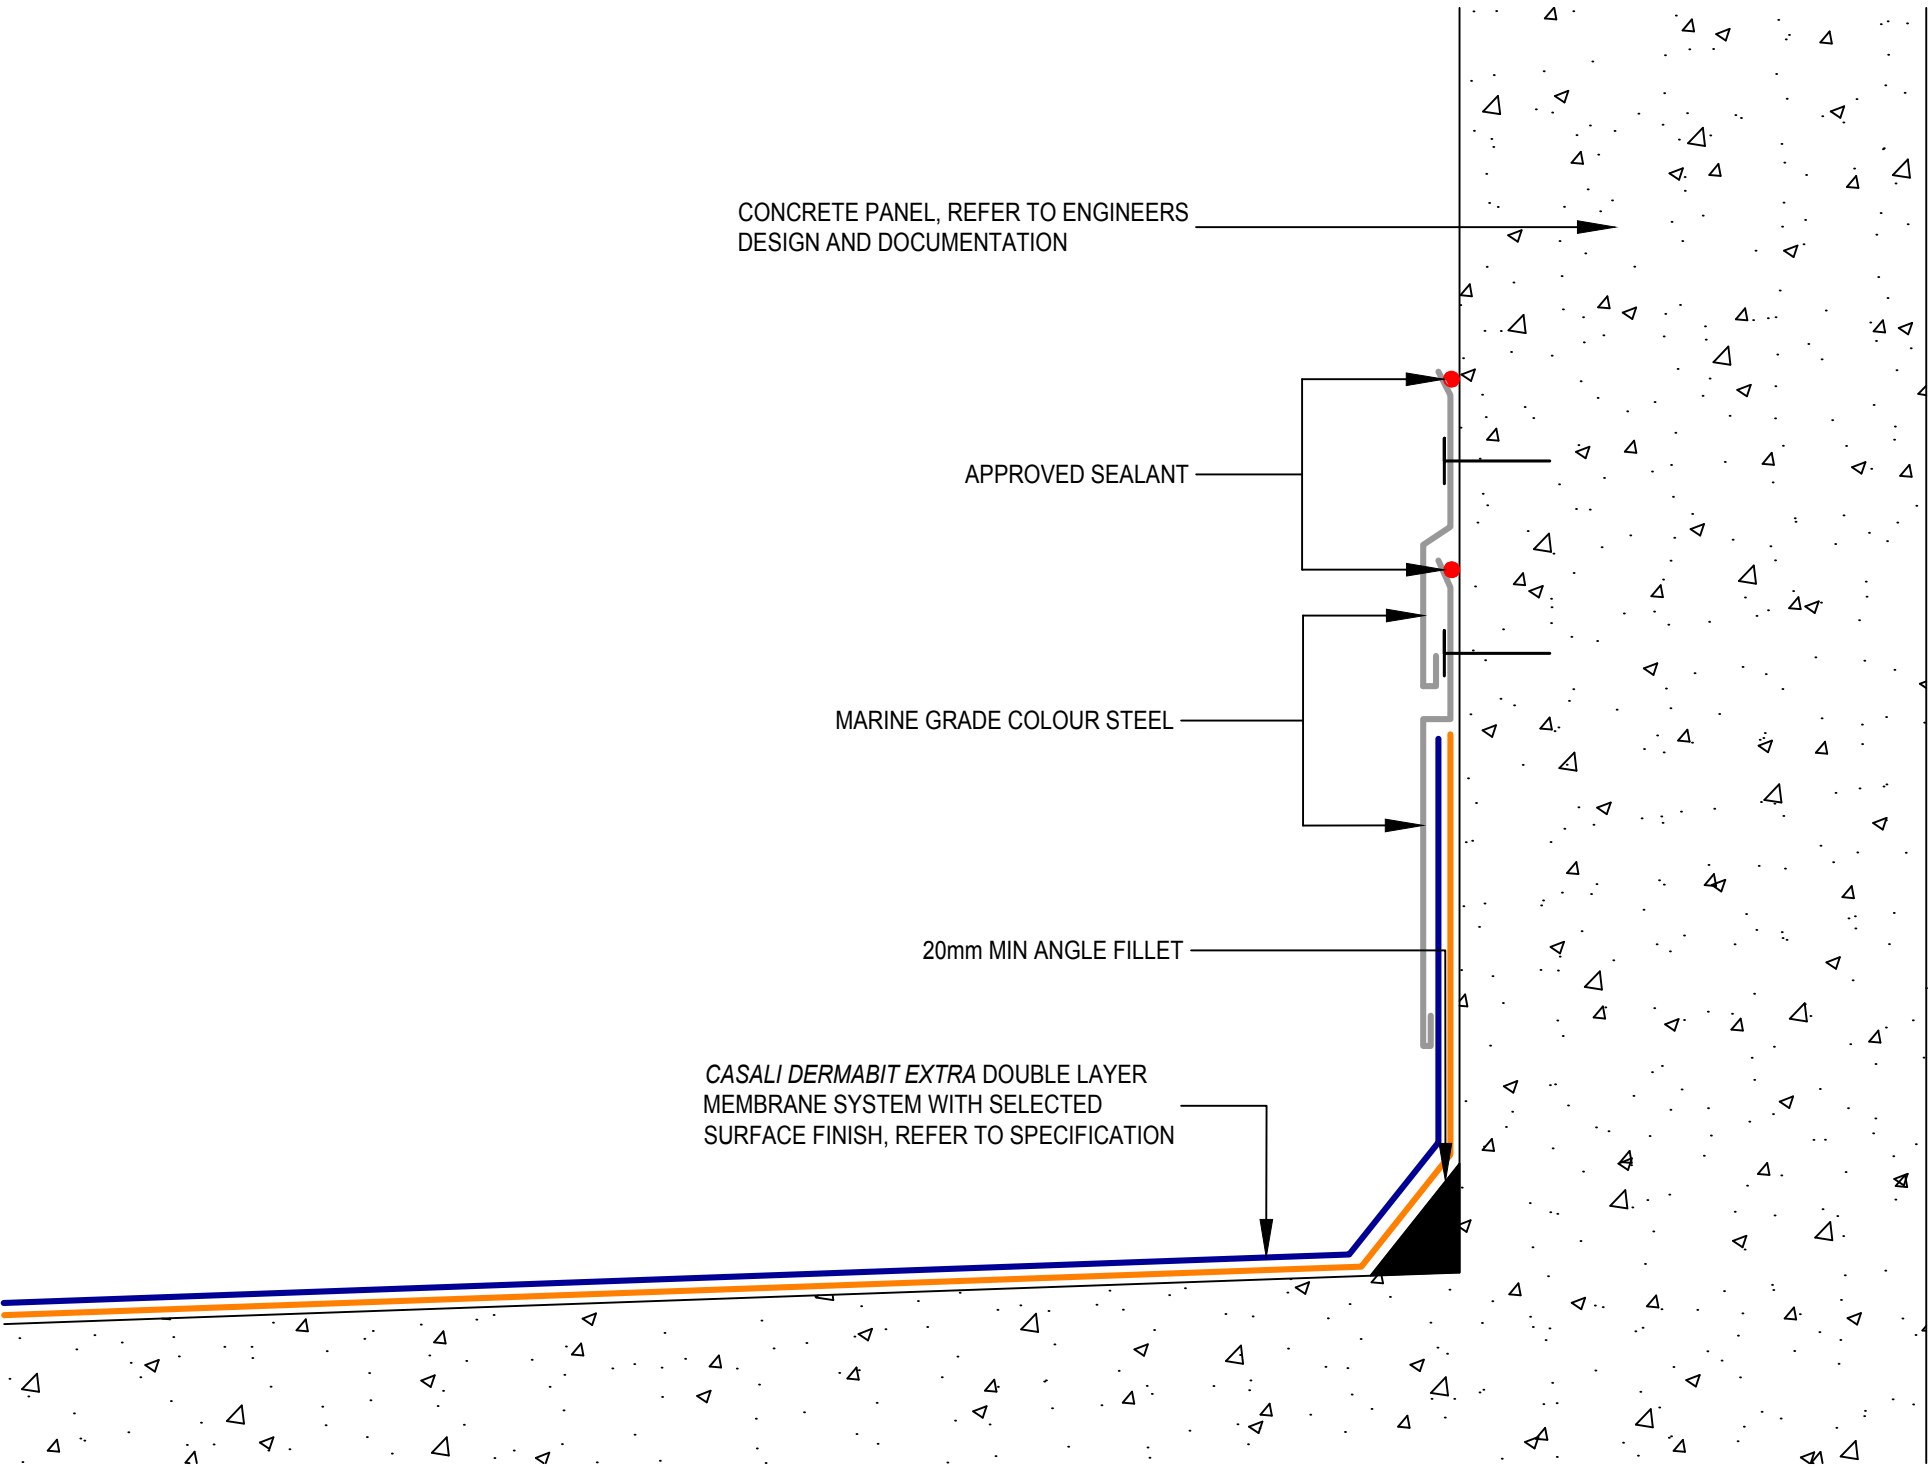 CONCRETE PANEL, REFER TO ENGINEERS
DESIGN AND DOCUMENTATION
APPROVED SEALANT
MARINE GRADE COLOUR STEEL
20mm MIN ANGLE FILLET
CASALI DERMABIT EXTRA DOUBLE LAYER
MEMBRANE SYSTEM WITH SELECTED
SURFACE FINISH, REFER TO SPECIFICATION